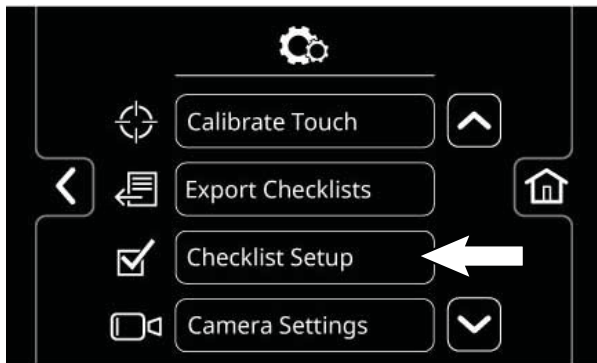 Calibrate Touch
Export Checklists
Checklist Setup
Camera Settings